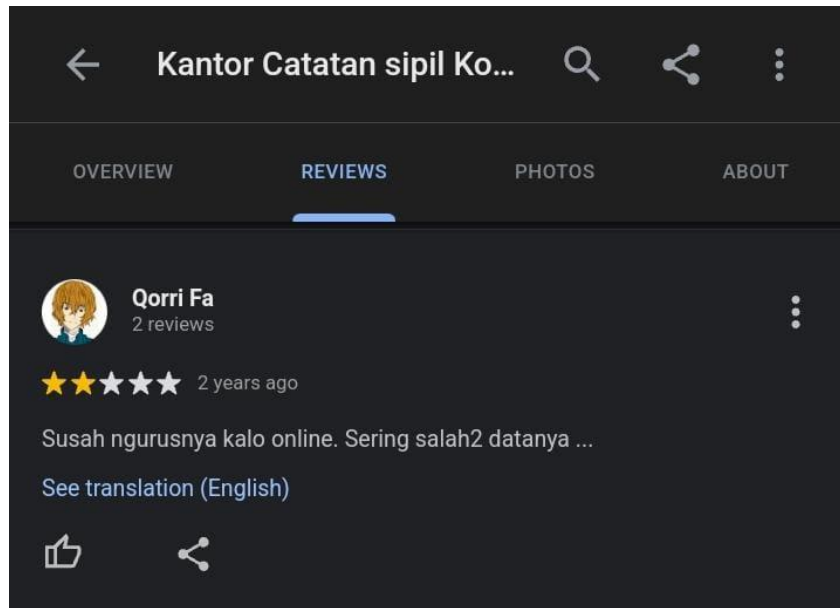 Kantor Catatan sipil Ko...
OVERVIEW REVIEWS PHOTOS ABOUT
Qorri Fa
2 reviews
2 years ago
Susah ngurusnya kalo online. Sering salah2 datanya ...
See translation (English)